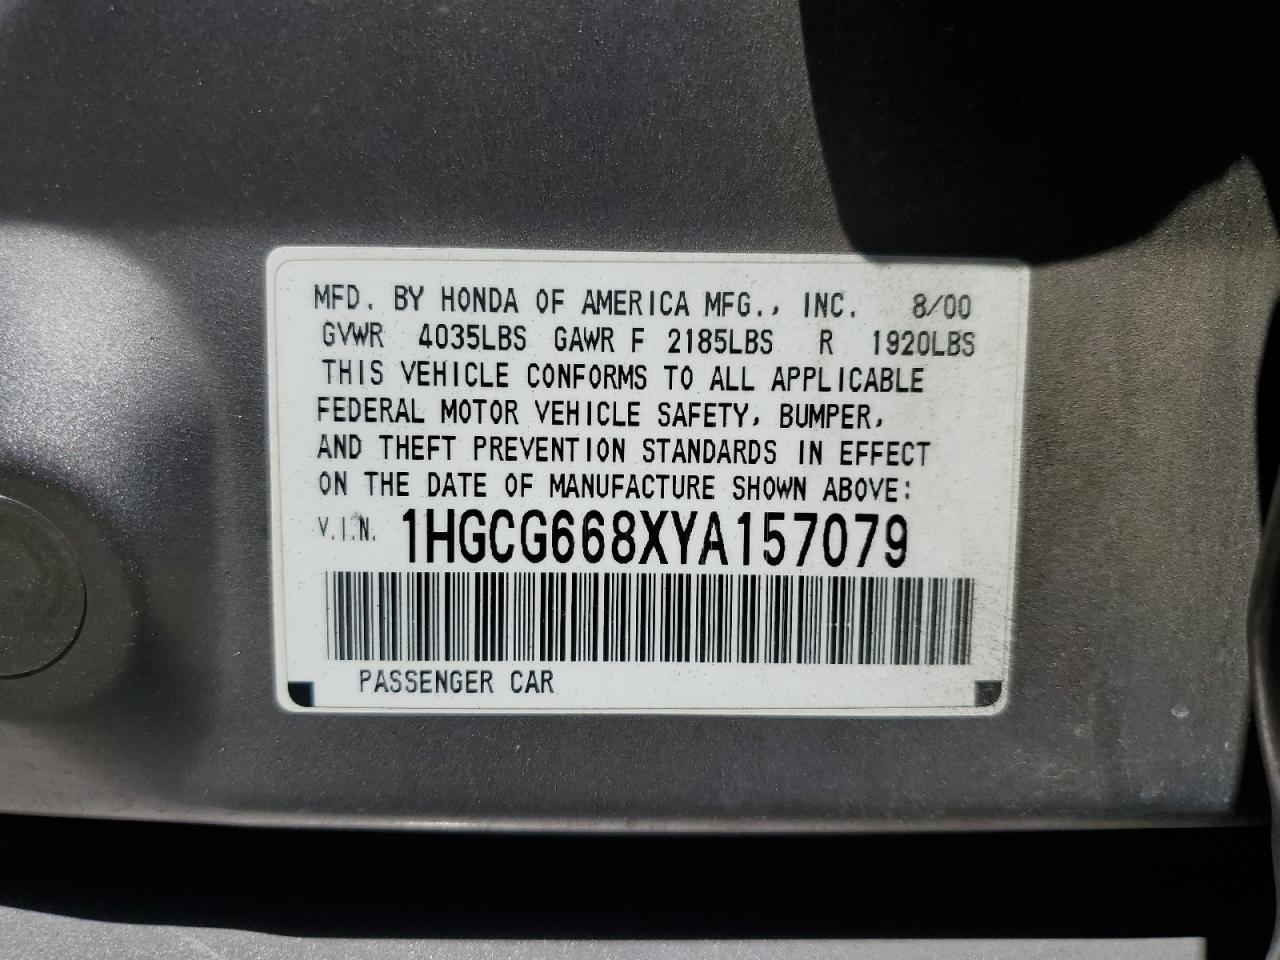 MFD. BY HONDA OF AMERICA MFG., INC. 8/00
GVWR 4035LBS GAWR F 2185LBS R 1920LBS
THIS VEHICLE CONFORMS TO ALL APPLICABLE
FEDERAL MOTOR VEHICLE SAFETY, BUMPER,
AND THEFT PREVENTION STANDARDS IN EFFECT
ON THE DATE OF MANUFACTURE SHOWN ABOVE:
V.I.N. 1HGCG668XYA157079
PASSENGER CAR